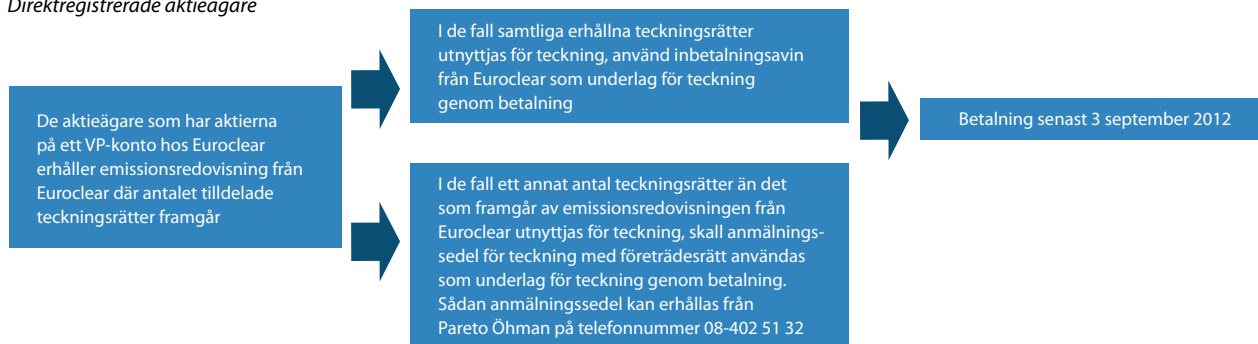 Direktregistrerade aktieägare
De aktieägare som har aktierna
på ett VP-konto hos Euroclear
erhåller emissionsredovisning från
Euroclear där antalet tilldelade
teckningsrätter framgår
I de fall samtliga erhållna teckningsrätter
utnyttjas för teckning, använd inbetalningsavin
från Euroclear som underlag för teckning
genom betalning
I de fall ett annat antal teckningsrätter än det
som framgår av emissionsredovisningen från
Euroclear utnyttjas för teckning, skall anmälnings-
sedel för teckning med företrädesrätt användas
som underlag för teckning genom betalning.
Sådan anmälningssedel kan erhållas från
Pareto Öhman på telefonnummer 08-402 51 32
Betalning senast 3 september 2012